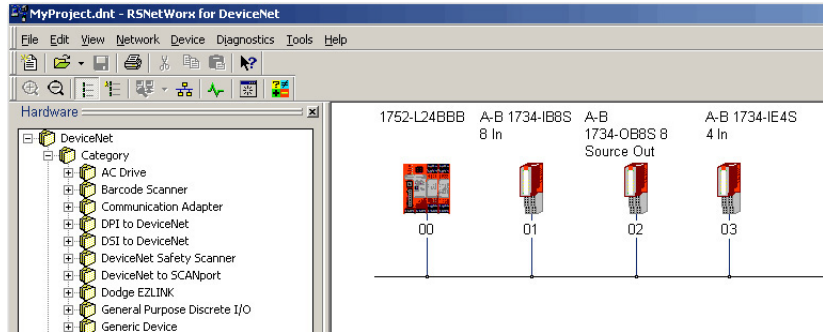 MyProject.dnt - RSNetWorx for DeviceNet
File Edit View Network Device Diagnostics Tools Help
Hardware
DeviceNet
Category
AC Drive
Barcode Scanner
Communication Adapter
DPI to DeviceNet
DSI to DeviceNet
DeviceNet Safety Scanner
DeviceNet to SCANport
Dodge EZLINK
General Purpose Discrete I/O
Generic Device
1752-L24BBB
A-B 1734-IB8S
8 In
A-B
1734-OB8S 8
Source Out
A-B 1734-IE4S
4 In
00 01 02 03